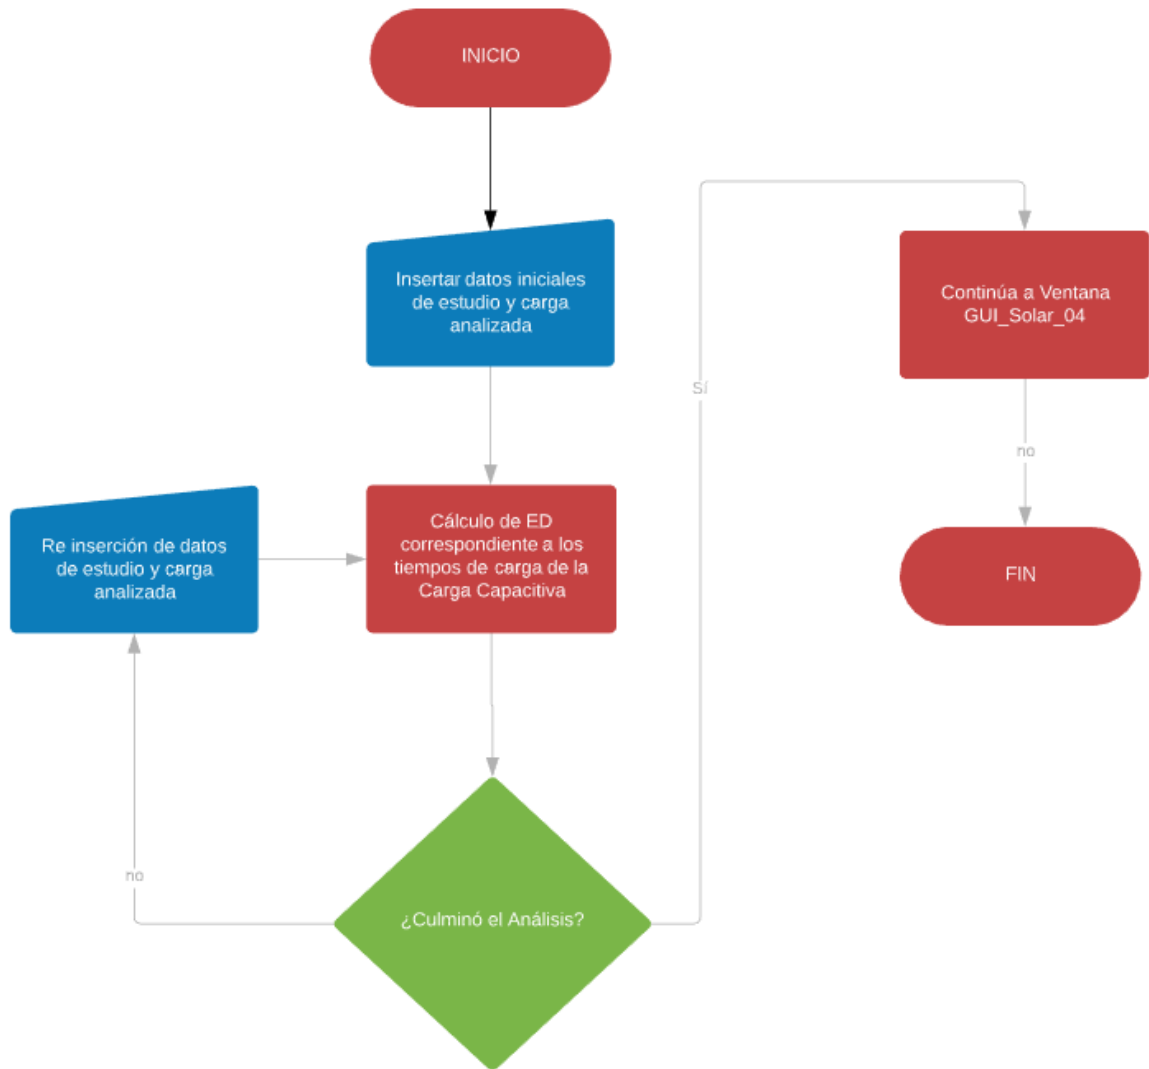 INICIO
Insertar datos iniciales
de estudio y carga
analizada
Continúa a Ventana
GUI_Solar_04
Sí
no
Re inserción de datos
de estudio y carga
analizada
Cálculo de ED
correspondiente a los
tiempos de carga de la
Carga Capacitiva
FIN
no
¿Culminó el Análisis?